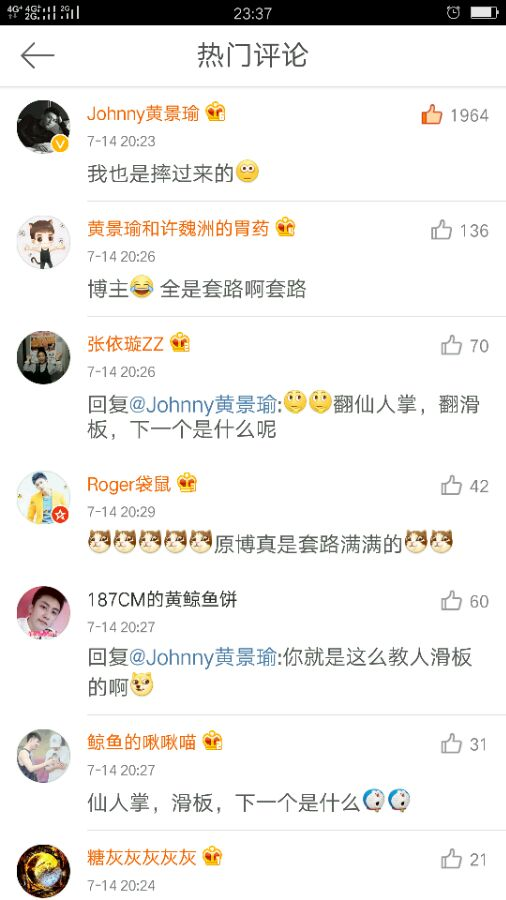 4G+ 4G+ 2G 2G
23:37
热门评论
Johnny黄景瑜
1964
7-14 20:23
我也是摔过来的
黄景瑜和许魏洲的胃药
136
7-14 20:26
博主 全是套路啊套路
张依璇ZZ
70
7-14 20:26
回复@Johnny黄景瑜:翻仙人掌，翻滑
板，下一个是什么呢
Roger袋鼠
42
7-14 20:29
原博真是套路满满的
187CM的黄鲸鱼饼
60
7-14 20:27
回复@Johnny黄景瑜:你就是这么教人滑板
的啊
鲸鱼的啾啾喵
31
7-14 20:27
仙人掌，滑板，下一个是什么
糖灰灰灰灰灰
21
7-14 20:24